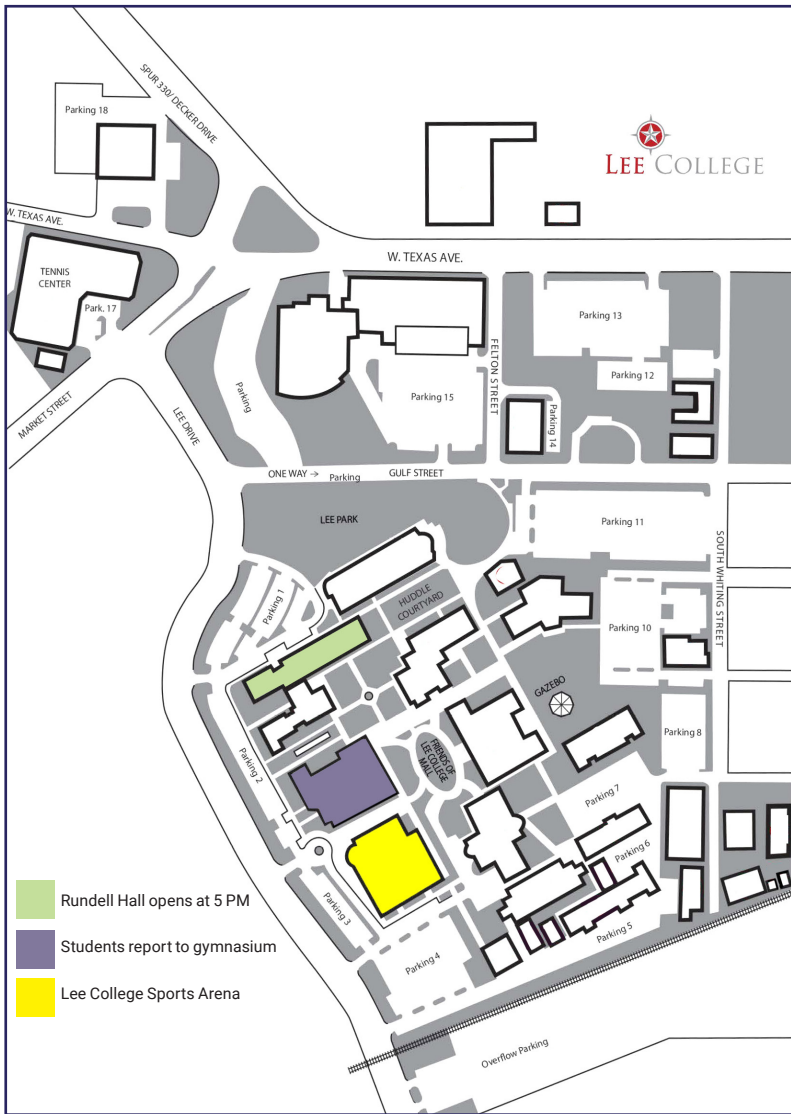 SPUR 330/ DECKER DRIVE
Parking 18
LEE COLLEGE
W. TEXAS AVE.
W. TEXAS AVE.
TENNIS
CENTER
Park. 17
Parking 13
FELTON STREET
Parking 12
Parking
Parking 15
Parking 14
MARKET STREET
LEE DRIVE
ONE WAY →
Parking
GULF STREET
LEE PARK
Parking 11
SOUTH WHITING STREET
Parking 1
HUDDLE
COURTYARD
Parking 10
GAZEBO
Parking 8
Parking 2
FRIENDS OF
LEE COLLEGE
MALL
Parking 7
Parking 6
Rundell Hall opens at 5 PM
Parking 3
Students report to gymnasium
Parking 5
Parking 4
Lee College Sports Arena
Overflow Parking